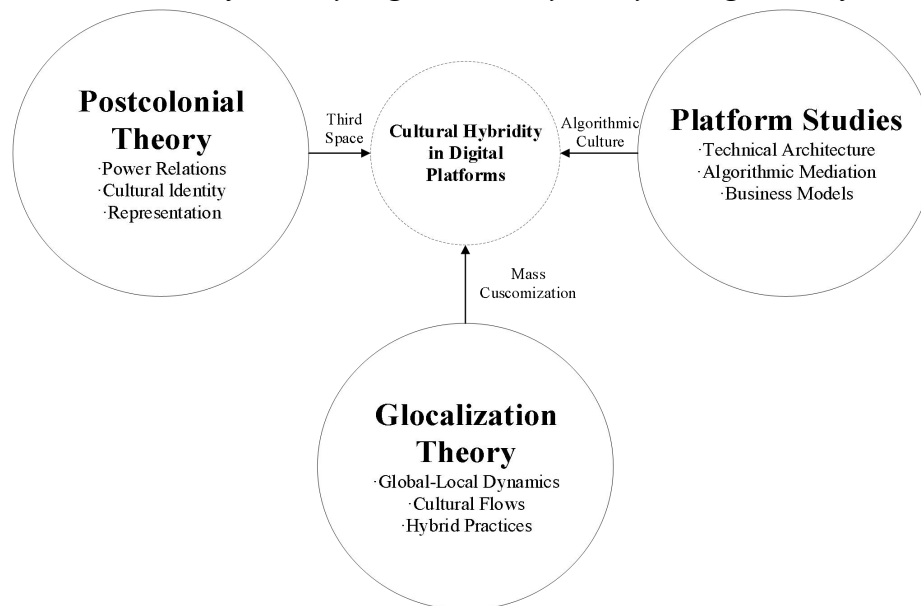 Postcolonial
Theory
·Power Relations
·Cultural Identity
·Representation
Third
Space
Cultural Hybridity
in Digital
Platforms
Algorithmic
Culture
Platform Studies
·Technical Architecture
·Algorithmic Mediation
·Business Models
Mass
Cuscomization
Glocalization
Theory
·Global-Local Dynamics
·Cultural Flows
·Hybrid Practices